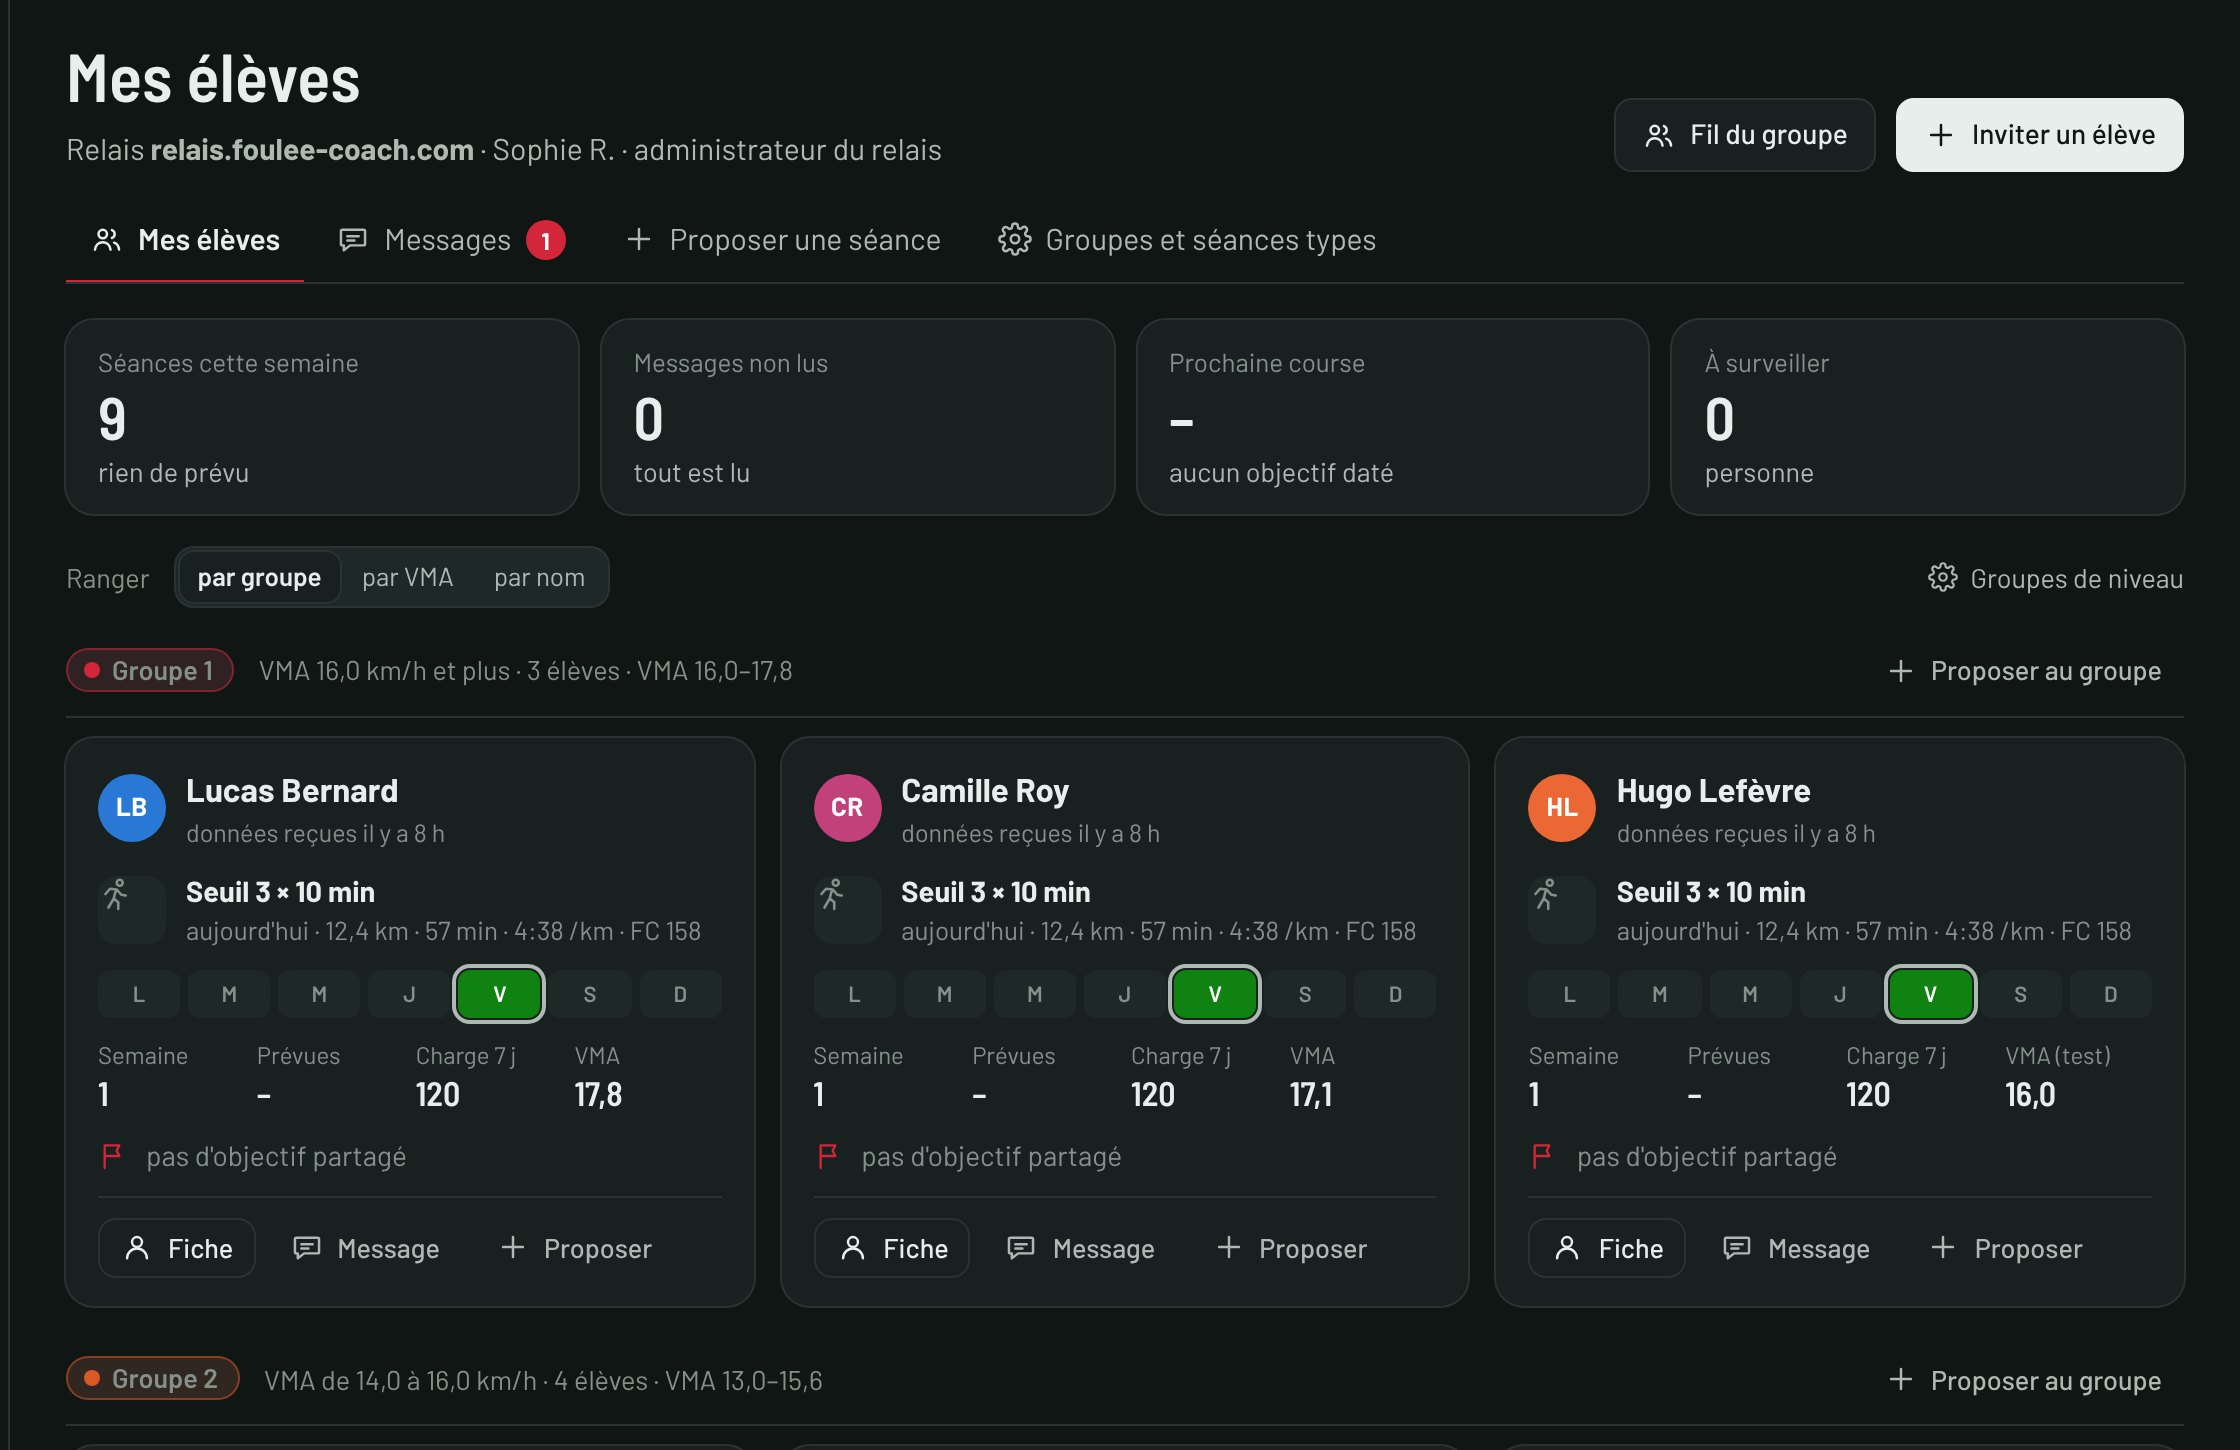 Mes élèves
Relais relais.foulee-coach.com · Sophie R. · administrateur du relais
Fil du groupe
+ Inviter un élève
Mes élèves
Messages 1
+ Proposer une séance
Groupes et séances types
Séances cette semaine
9
rien de prévu
Messages non lus
0
tout est lu
Prochaine course
–
aucun objectif daté
À surveiller
0
personne
Ranger par groupe par VMA par nom
Groupes de niveau
Groupe 1 VMA 16,0 km/h et plus · 3 élèves · VMA 16,0–17,8
+ Proposer au groupe
LB Lucas Bernard
données reçues il y a 8 h
Seuil 3 × 10 min
aujourd'hui · 12,4 km · 57 min · 4:38 /km · FC 158
L M M J V S D
Semaine Prévues Charge 7 j VMA
1 – 120 17,8
pas d'objectif partagé
Fiche Message + Proposer
CR Camille Roy
données reçues il y a 8 h
Seuil 3 × 10 min
aujourd'hui · 12,4 km · 57 min · 4:38 /km · FC 158
L M M J V S D
Semaine Prévues Charge 7 j VMA
1 – 120 17,1
pas d'objectif partagé
Fiche Message + Proposer
HL Hugo Lefèvre
données reçues il y a 8 h
Seuil 3 × 10 min
aujourd'hui · 12,4 km · 57 min · 4:38 /km · FC 158
L M M J V S D
Semaine Prévues Charge 7 j VMA (test)
1 – 120 16,0
pas d'objectif partagé
Fiche Message + Proposer
Groupe 2 VMA de 14,0 à 16,0 km/h · 4 élèves · VMA 13,0–15,6
+ Proposer au groupe